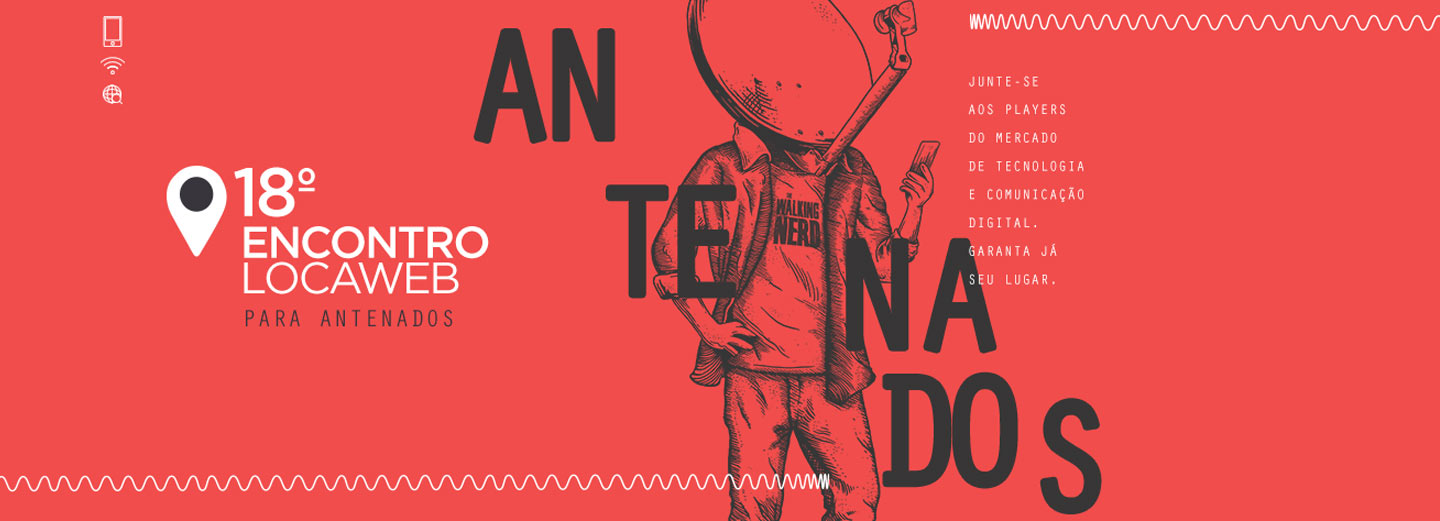 18º
ENCONTRO
LOCAWEB
PARA ANTENADOS
AN
TE
NA
DOS
THE
WALKING
NERD
JUNTE-SE
AOS PLAYERS
DO MERCADO
DE TECNOLOGIA
E COMUNICAÇÃO
DIGITAL.
GARANTA JÁ
SEU LUGAR.